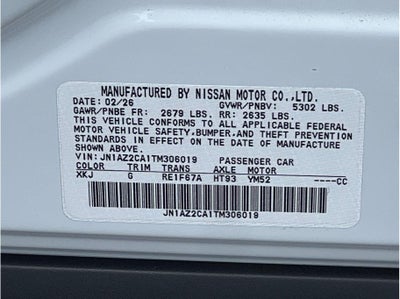 MANUFACTURED BY NISSAN MOTOR CO.,LTD.
DATE: 02/26 GVWR/PNBV: 5302 LBS.
GAWR/PNBE FR: 2679 LBS. RR: 2635 LBS.
THIS VEHICLE CONFORMS TO ALL APPLICABLE FEDERAL
MOTOR VEHICLE SAFETY,BUMPER,AND THEFT PREVENTION
STANDARDS IN EFFECT ON THE DATE OF MANUFACTURE
SHOWN ABOVE.
VIN: JN1AZ2CA1TM306019 PASSENGER CAR
COLOR TRIM TRANS AXLE MOTOR
XKJ G RE1F67A HT93 YM52 ----CC
JN1AZ2CA1TM306019